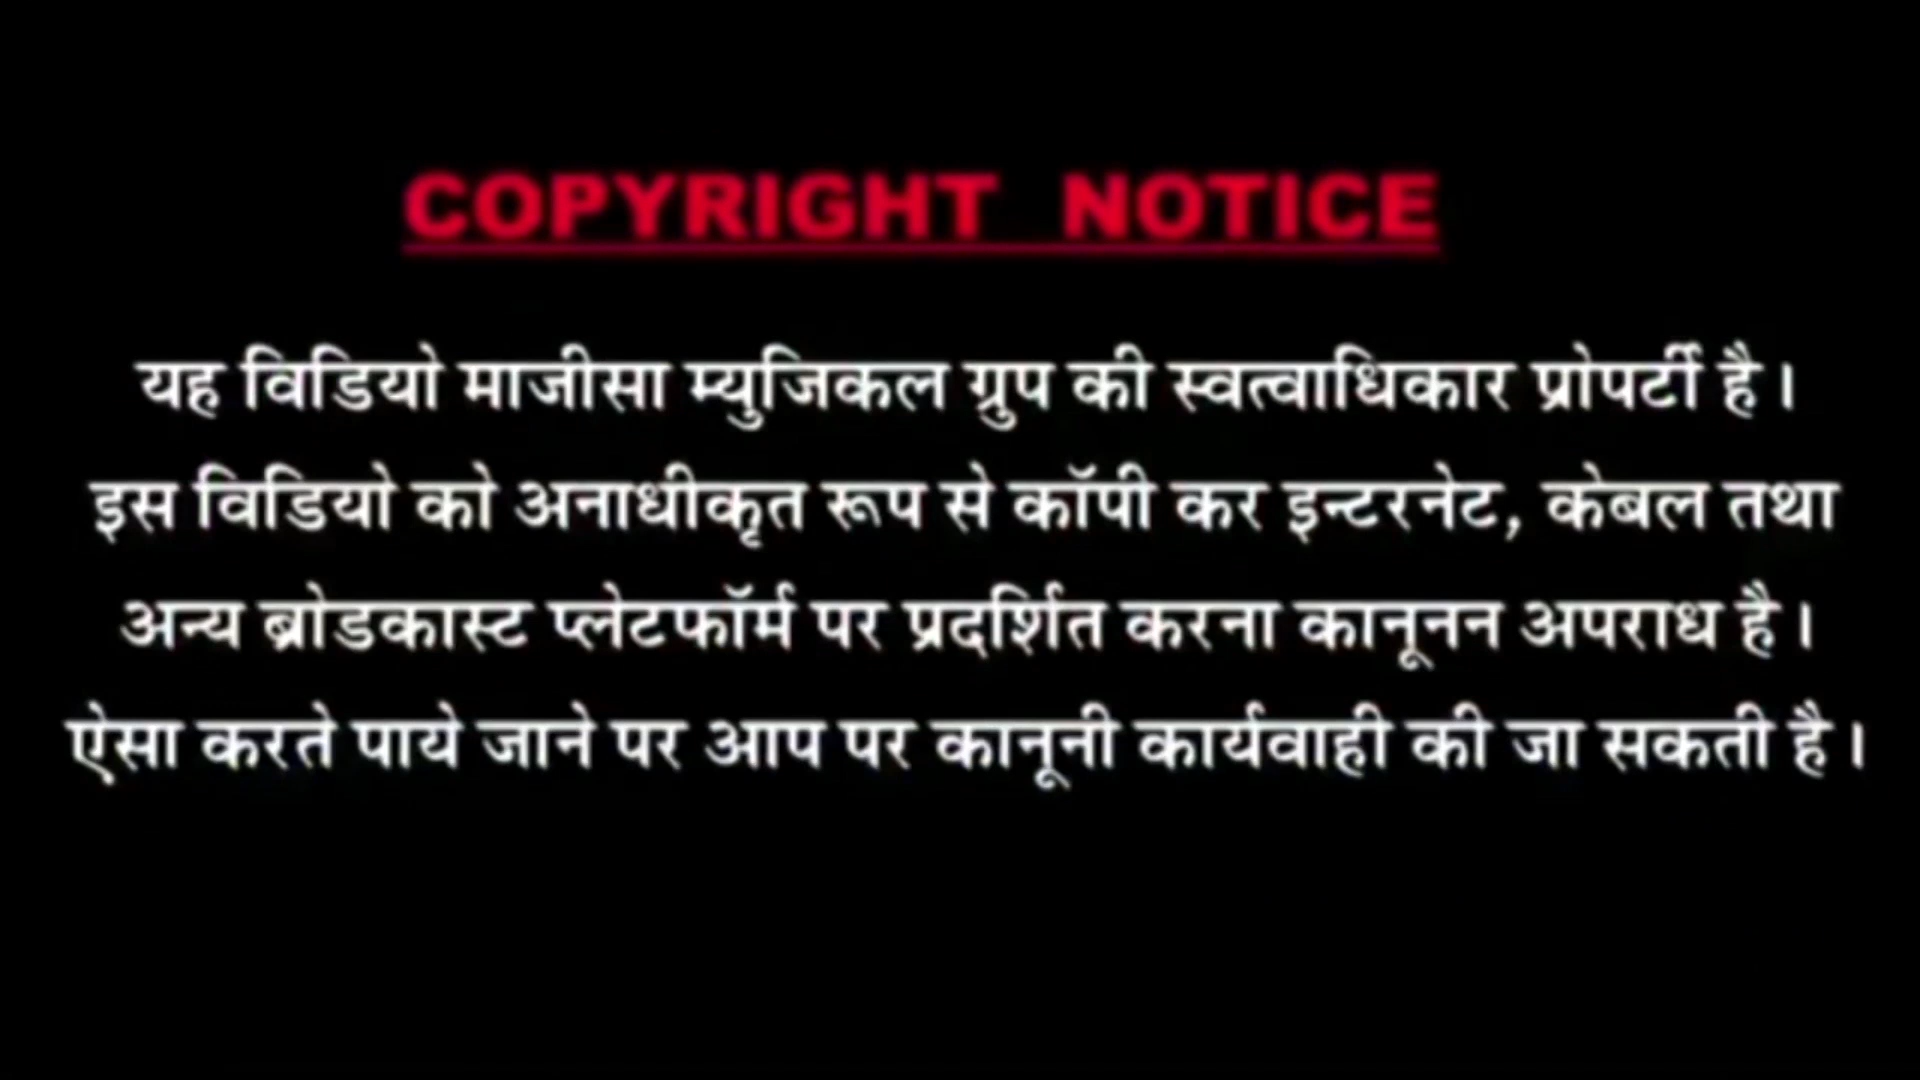 COPYRIGHT NOTICE
यह विडियो माजीसा म्युजिकल ग्रुप की स्वत्वाधिकार प्रोपर्टी है।
इस विडियो को अनाधीकृत रूप से कॉपी कर इन्टरनेट, केबल तथा
अन्य ब्रोडकास्ट प्लेटफॉर्म पर प्रदर्शित करना कानूनन अपराध है।
ऐसा करते पाये जाने पर आप पर कानूनी कार्यवाही की जा सकती है।